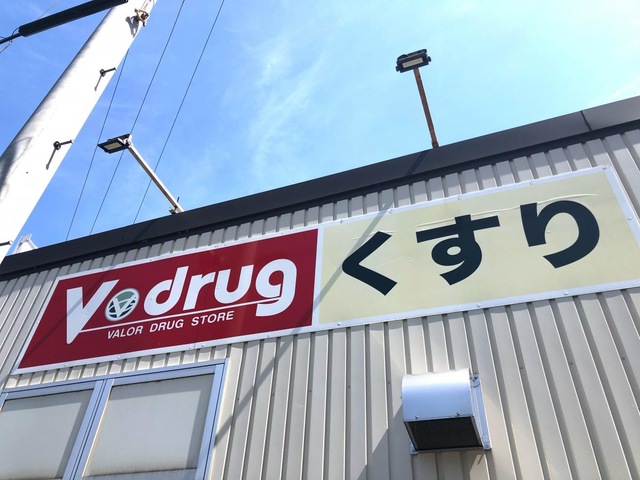 V drug
VALOR DRUG STORE
くすり